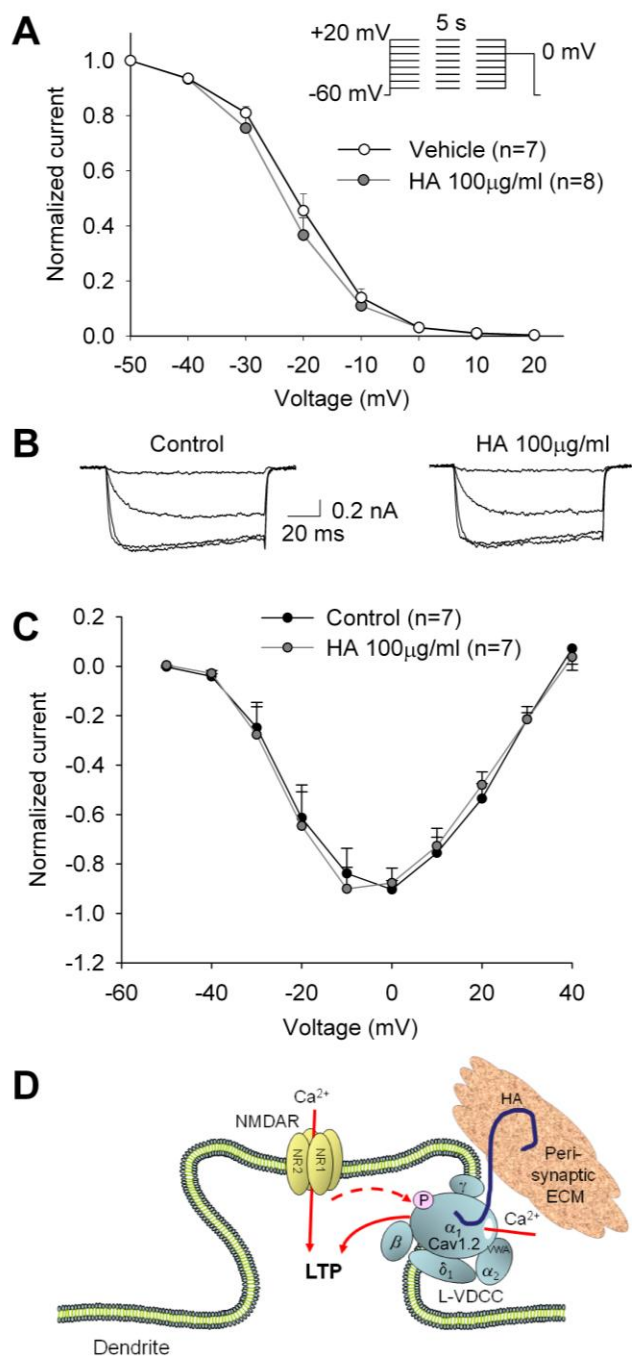 A
+20 mV
5 s
0 mV
-60 mV
Vehicle (n=7)
HA 100µg/ml (n=8)
Normalized current
1.0
0.8
0.6
0.4
0.2
0.0
-50 -40 -30 -20 -10 0 10 20
Voltage (mV)
B
Control
HA 100µg/ml
0.2 nA
20 ms
C
Control (n=7)
HA 100µg/ml (n=7)
Normalized current
0.2
0.0
-0.2
-0.4
-0.6
-0.8
-1.0
-1.2
-60 -40 -20 0 20 40
Voltage (mV)
D
Ca2+
NMDAR
NR2
NR1
HA
Peri-
synaptic
ECM
γ
P
α1
Cav1.2
Ca2+
β
VWA
δ1
α2
LTP
L-VDCC
Dendrite